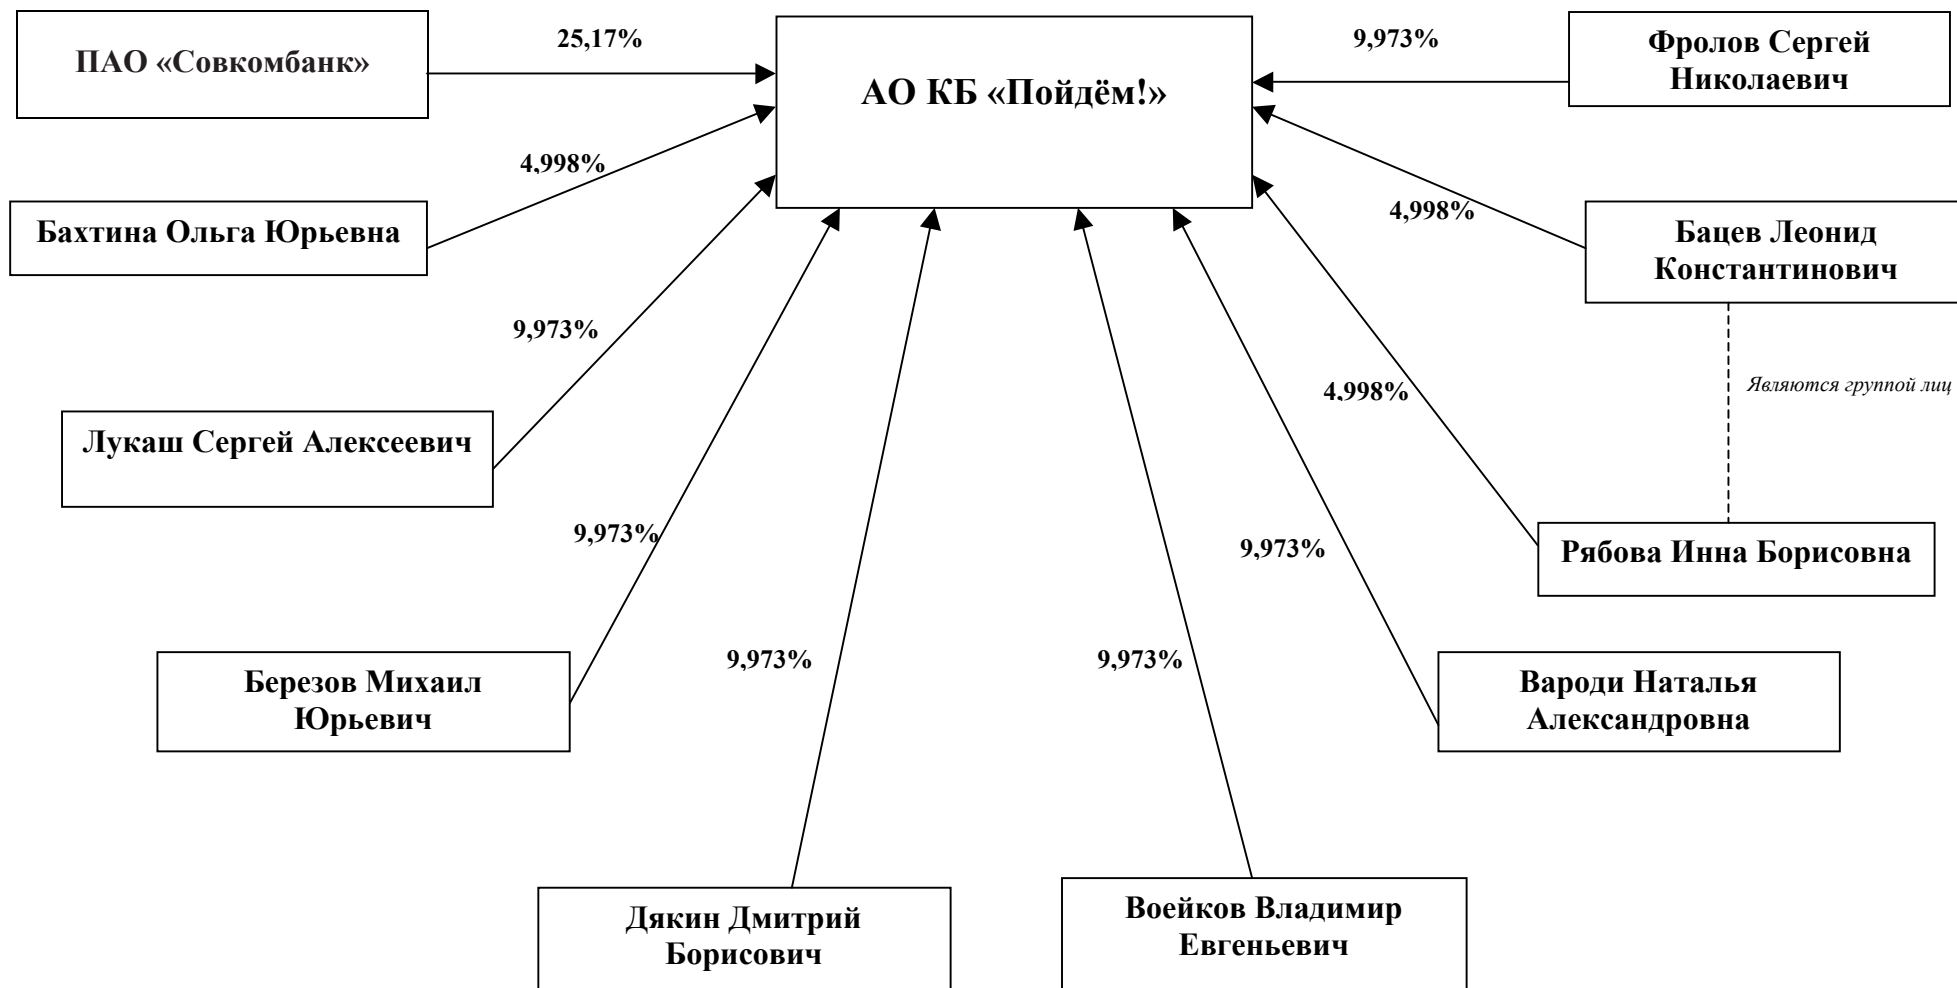 ПАО «Совкомбанк»
25,17%
АО КБ «Пойдём!»
9,973%
Фролов Сергей
Николаевич
4,998%
Бахтина Ольга Юрьевна
4,998%
Бацев Леонид
Константинович
9,973%
Являются группой лиц
4,998%
Лукаш Сергей Алексеевич
9,973%
9,973%
Рябова Инна Борисовна
9,973%
9,973%
Березов Михаил
Юрьевич
Вароди Наталья
Александровна
Дякин Дмитрий
Борисович
Воейков Владимир
Евгеньевич